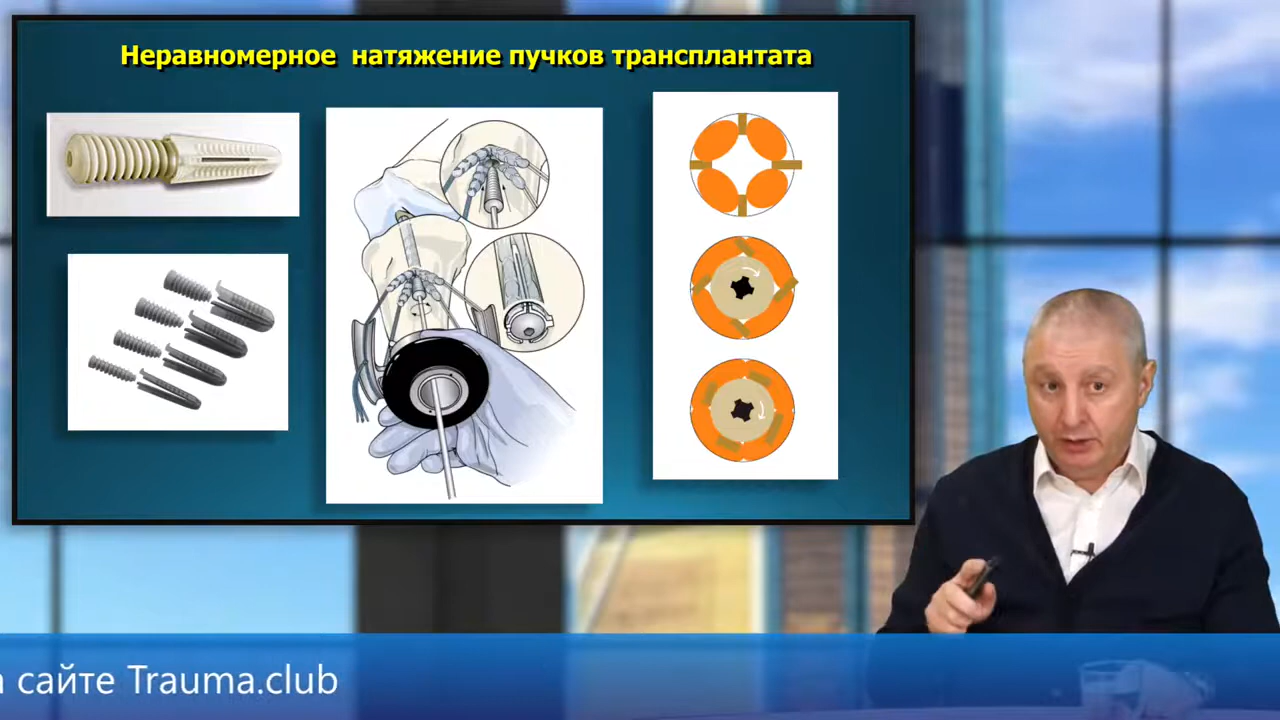 Неравномерное натяжение пучков трансплантата
сайте Trauma.club